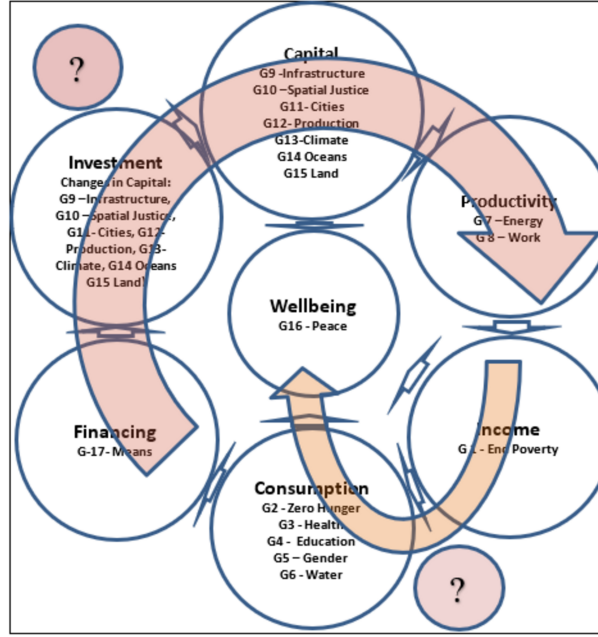 ?
Capital
G9 -Infrastructure
G10 –Spatial Justice
G11- Cities
G12- Production
G13-Climate
G14 Oceans
G15 Land
Investment
Changes in Capital:
G9 –Infrastructure,
G10 –Spatial Justice,
G11- Cities, G12-
Production, G13-
Climate, G14 Oceans
G15 Land)
Productivity
G 7 –Energy
G 8 – Work
Wellbeing
G16 - Peace
Financing
G-17- Means
Consumption
G2 - Zero Hunger
G3 - Health
G4 - Education
G5 – Gender
G6 - Water
Income
G 1 - End Poverty
?